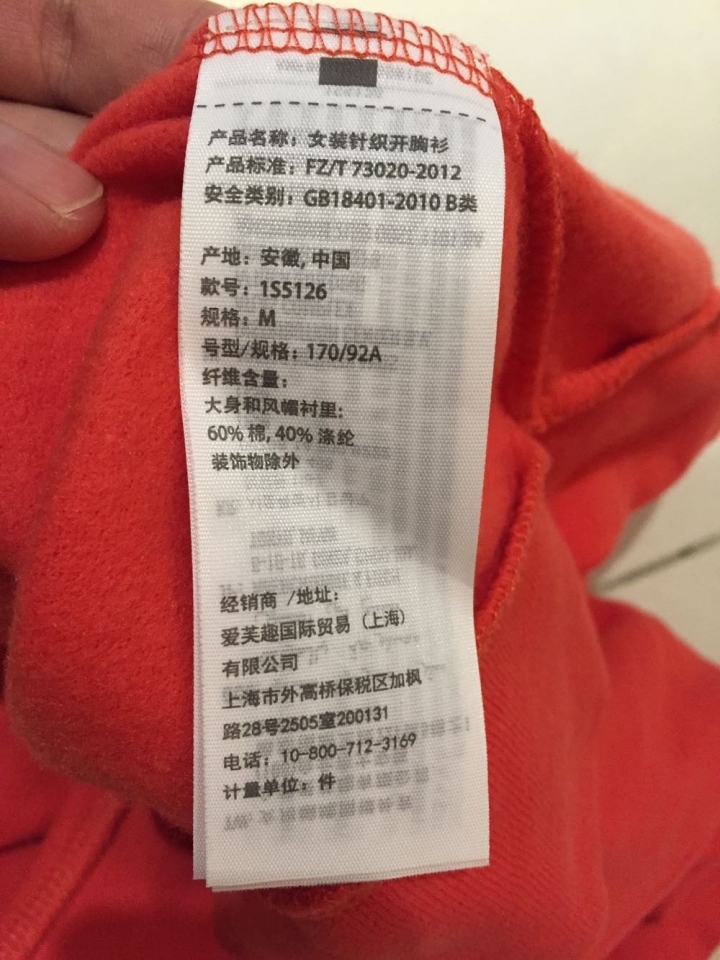 产品名称：女装针织开胸衫
产品标准：FZ/T 73020-2012
安全类别：GB18401-2010 B类
产地：安徽, 中国
款号：1S5126
规格：M
号型/规格：170/92A
纤维含量：
大身和风帽衬里：
60% 棉, 40% 涤纶
装饰物除外
经销商 /地址：
爱芙趣国际贸易（上海）
有限公司
上海市外高桥保税区加枫
路28号2505室200131
电话：10-800-712-3169
计量单位：件